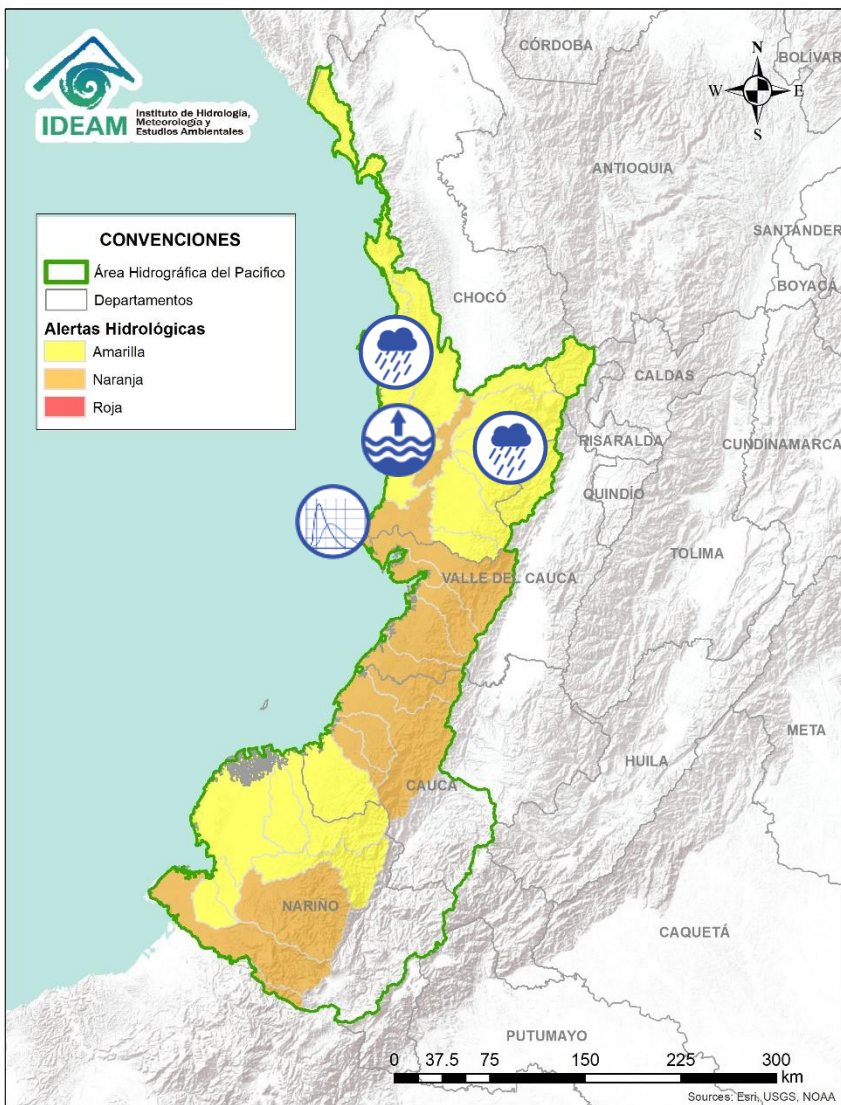 IDEAM
Instituto de Hidrología,
Meteorología y
Estudios Ambientales
CÓRDOBA
BOLÍVAR
N
W
E
S
ANTIOQUIA
SANTANDER
BOYACÁ
CONVENCIONES
Área Hidrográfica del Pacifico
Departamentos
Alertas Hidrológicas
Amarilla
Naranja
Roja
CHOCÓ
CALDAS
RISARALDA
CUNDINAMARCA
QUINDÍO
TOLIMA
VALLE DEL CAUCA
META
HUILA
CAUCA
NARIÑO
CAQUETÁ
PUTUMAYO
0 37.5 75 150 225 300
km
Sources: Esri, USGS, NOAA